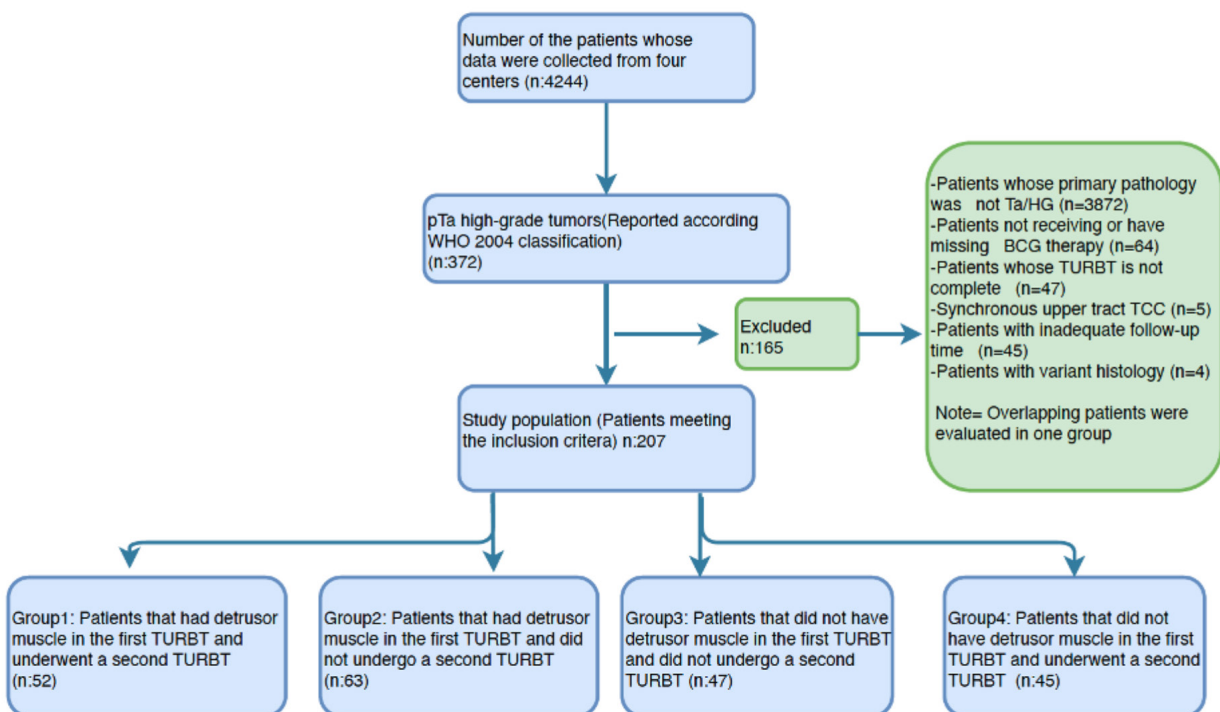 Number of the patients whose
data were collected from four
centers (n:4244)
pTa high-grade tumors(Reported according
WHO 2004 classification)
(n:372)
Excluded
n:165
-Patients whose primary pathology
was not Ta/HG (n=3872)
-Patients not receiving or have
missing BCG therapy (n=64)
-Patients whose TURBT is not
complete (n=47)
-Synchronous upper tract TCC (n=5)
-Patients with inadequate follow-up
time (n=45)
-Patients with variant histology (n=4)
Note= Overlapping patients were
evaluated in one group
Study population (Patients meeting
the inclusion criteria) n:207
Group1: Patients that had detrusor
muscle in the first TURBT and
underwent a second TURBT
(n:52)
Group2: Patients that had detrusor
muscle in the first TURBT and did
not undergo a second TURBT
(n:63)
Group3: Patients that did not have
detrusor muscle in the first TURBT
and did not undergo a second
TURBT (n:47)
Group4: Patients that did not
have detrusor muscle in the first
TURBT and underwent a second
TURBT (n:45)